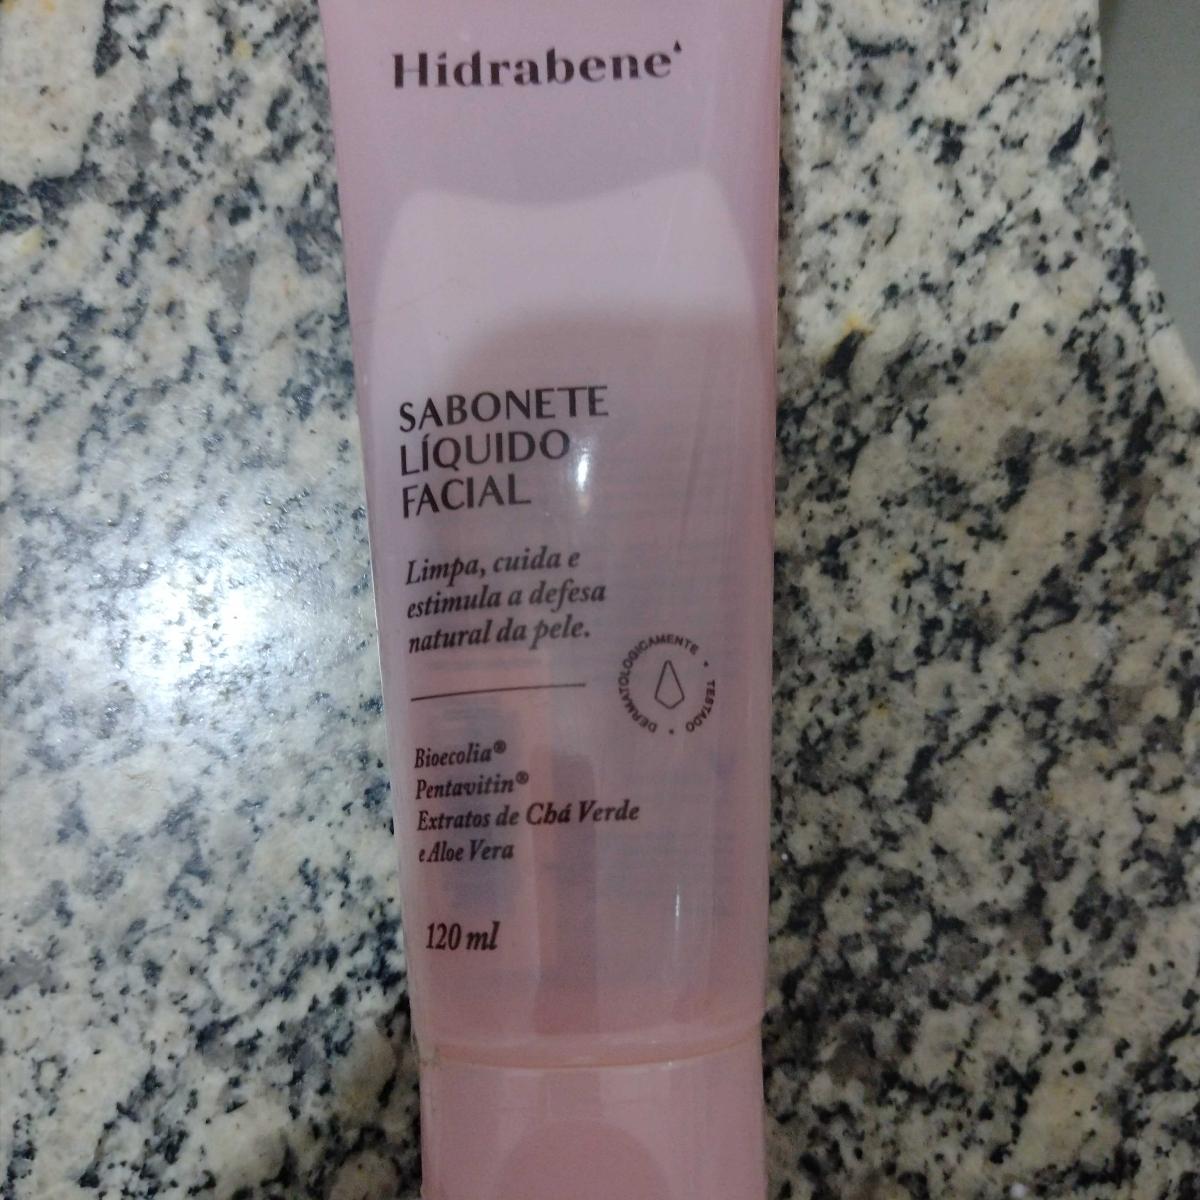 Hidrabene
SABONETE
LÍQUIDO
FACIAL
Limpa, cuida e
estimula a defesa
natural da pele.
DERMATOLOGICAMENTE • TESTADO •
Bioecolia®
Pentavitin®
Extratos de Chá Verde
e Aloe Vera
120 ml